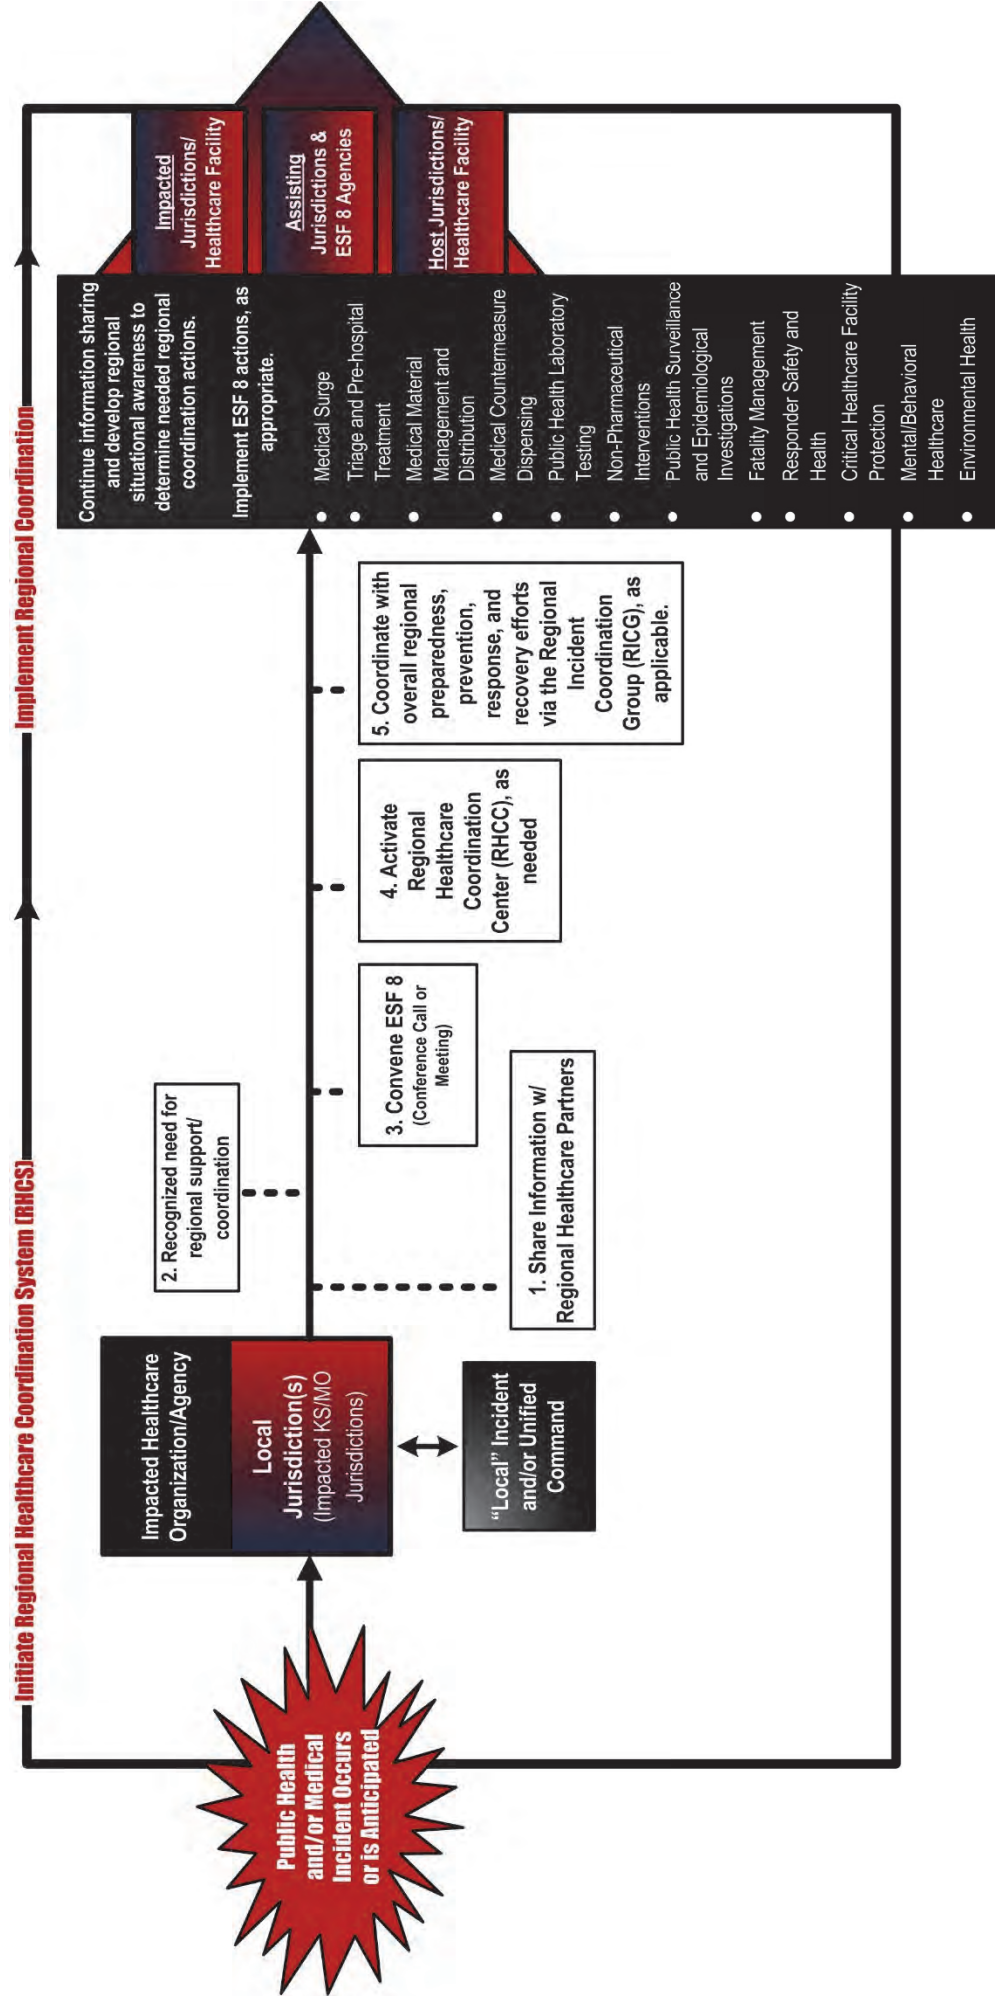 Initiate Regional Healthcare Coordination System (RHCS)
Implement Regional Coordination
Public Health
and/or Medical
Incident Occurs
or is Anticipated
Impacted Healthcare
Organization/Agency
Local
Jurisdiction(s)
(Impacted KS/MO
Jurisdictions)
“Local” Incident
and/or Unified
Command
1. Share Information w/
Regional Healthcare Partners
2. Recognized need for
regional support/
coordination
3. Convene ESF 8
(Conference Call or
Meeting)
4. Activate
Regional
Healthcare
Coordination
Center (RHCC), as
needed
5. Coordinate with
overall regional
preparedness,
prevention,
response, and
recovery efforts
via the Regional
Incident
Coordination
Group (RICG), as
applicable.
Continue information sharing
and develop regional
situational awareness to
determine needed regional
coordination actions.
Implement ESF 8 actions, as
appropriate.
● Medical Surge
● Triage and Pre-hospital
Treatment
● Medical Material
Management and
Distribution
● Medical Countermeasure
Dispensing
● Public Health Laboratory
Testing
● Non-Pharmaceutical
Interventions
● Public Health Surveillance
and Epidemiological
Investigations
● Fatality Management
● Responder Safety and
Health
● Critical Healthcare Facility
Protection
● Mental/Behavioral
Healthcare
● Environmental Health
Impacted
Jurisdictions/
Healthcare Facility
Assisting
Jurisdictions &
ESF 8 Agencies
Host Jurisdictions/
Healthcare Facility